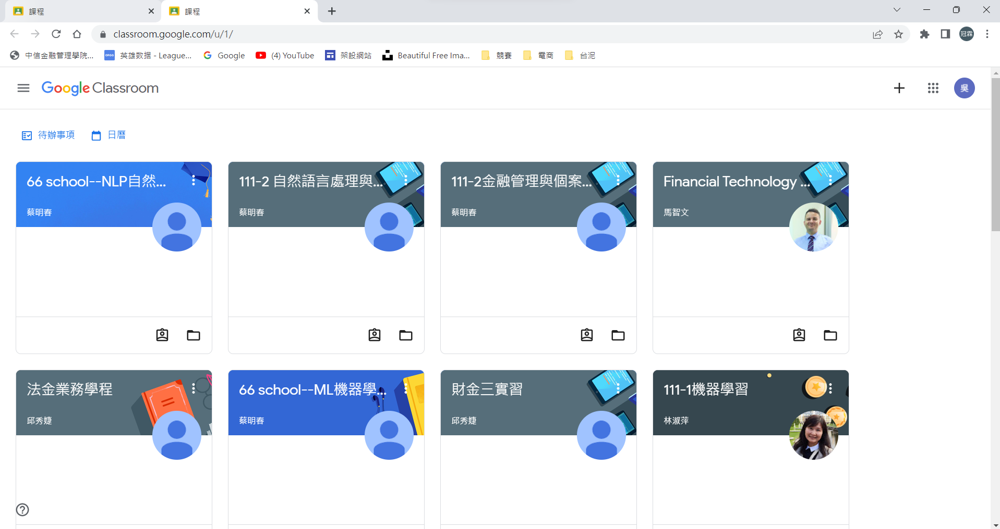 課程
課程
classroom.google.com/u/1/
冠霖
中信金融管理學院...
OPGG
英雄数据 - League...
Google
(4) YouTube
架設網站
Beautiful Free Ima...
競賽
電商
台泥
Google Classroom
吳
待辦事項
日曆
66 school--NLP自然...
蔡明春
111-2 自然語言處理與...
蔡明春
111-2金融管理與個案...
蔡明春
Financial Technology ...
馬智文
法金業務學程
邱秀婕
66 school--ML機器學...
蔡明春
財金三實習
邱秀婕
111-1機器學習
林淑萍